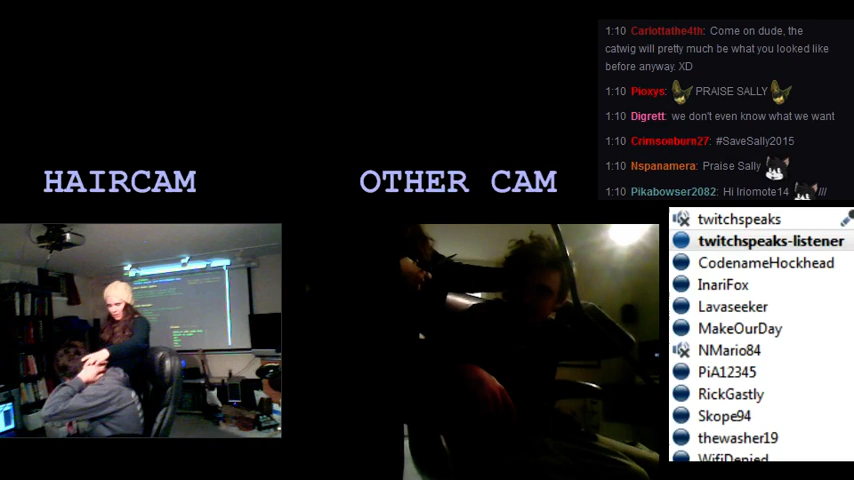 HAIRCAM
OTHER CAM
1:10 Carlottathe4th: Come on dude, the
catwig will pretty much be what you looked like
before anyway. XD
1:10 Pioxys: PRAISE SALLY
1:10 Digrett: we don't even know what we want
1:10 Crimsonburn27: #SaveSally2015
1:10 Nspanamera: Praise Sally
1:10 Pikabowser2082: Hi Iriomote14 ///
twitchspeaks
twitchspeaks-listener
CodenameHockhead
InariFox
Lavaseeker
MakeOurDay
NMario84
PiA12345
RickGastly
Skope94
thewasher19
WifiDenied